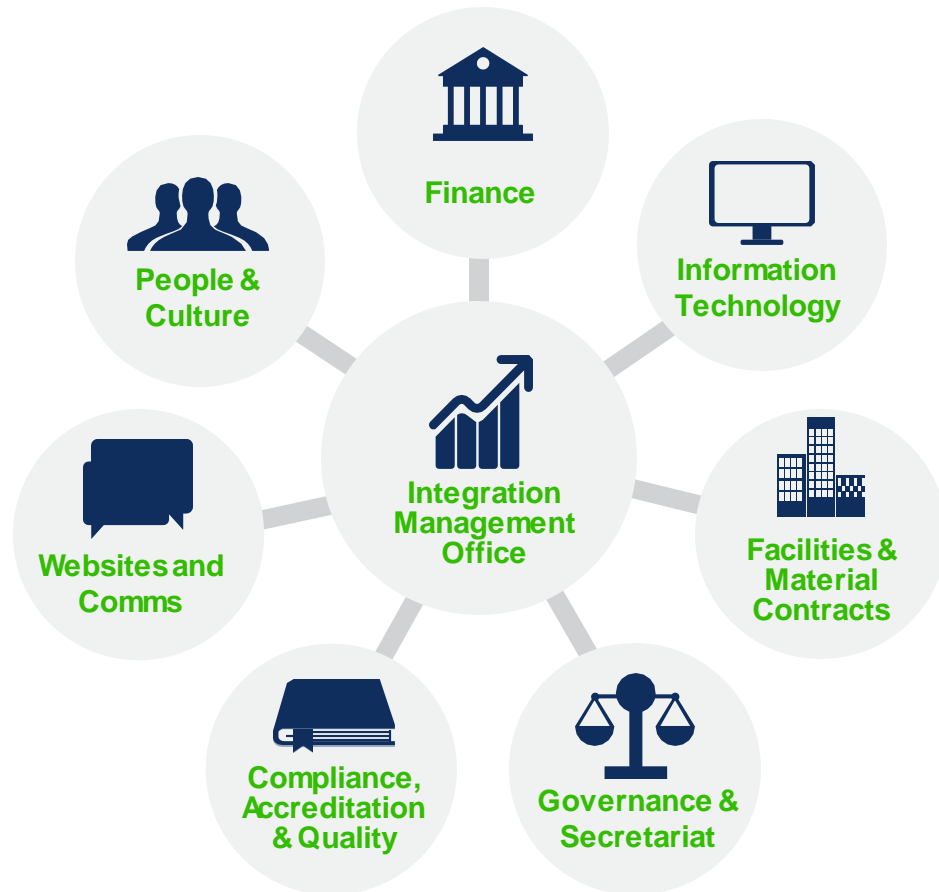 Finance
People &
Culture
Information
Technology
Integration
Management
Office
Websites and
Comms
Facilities &
Material
Contracts
Compliance,
Accreditation
& Quality
Governance &
Secretariat